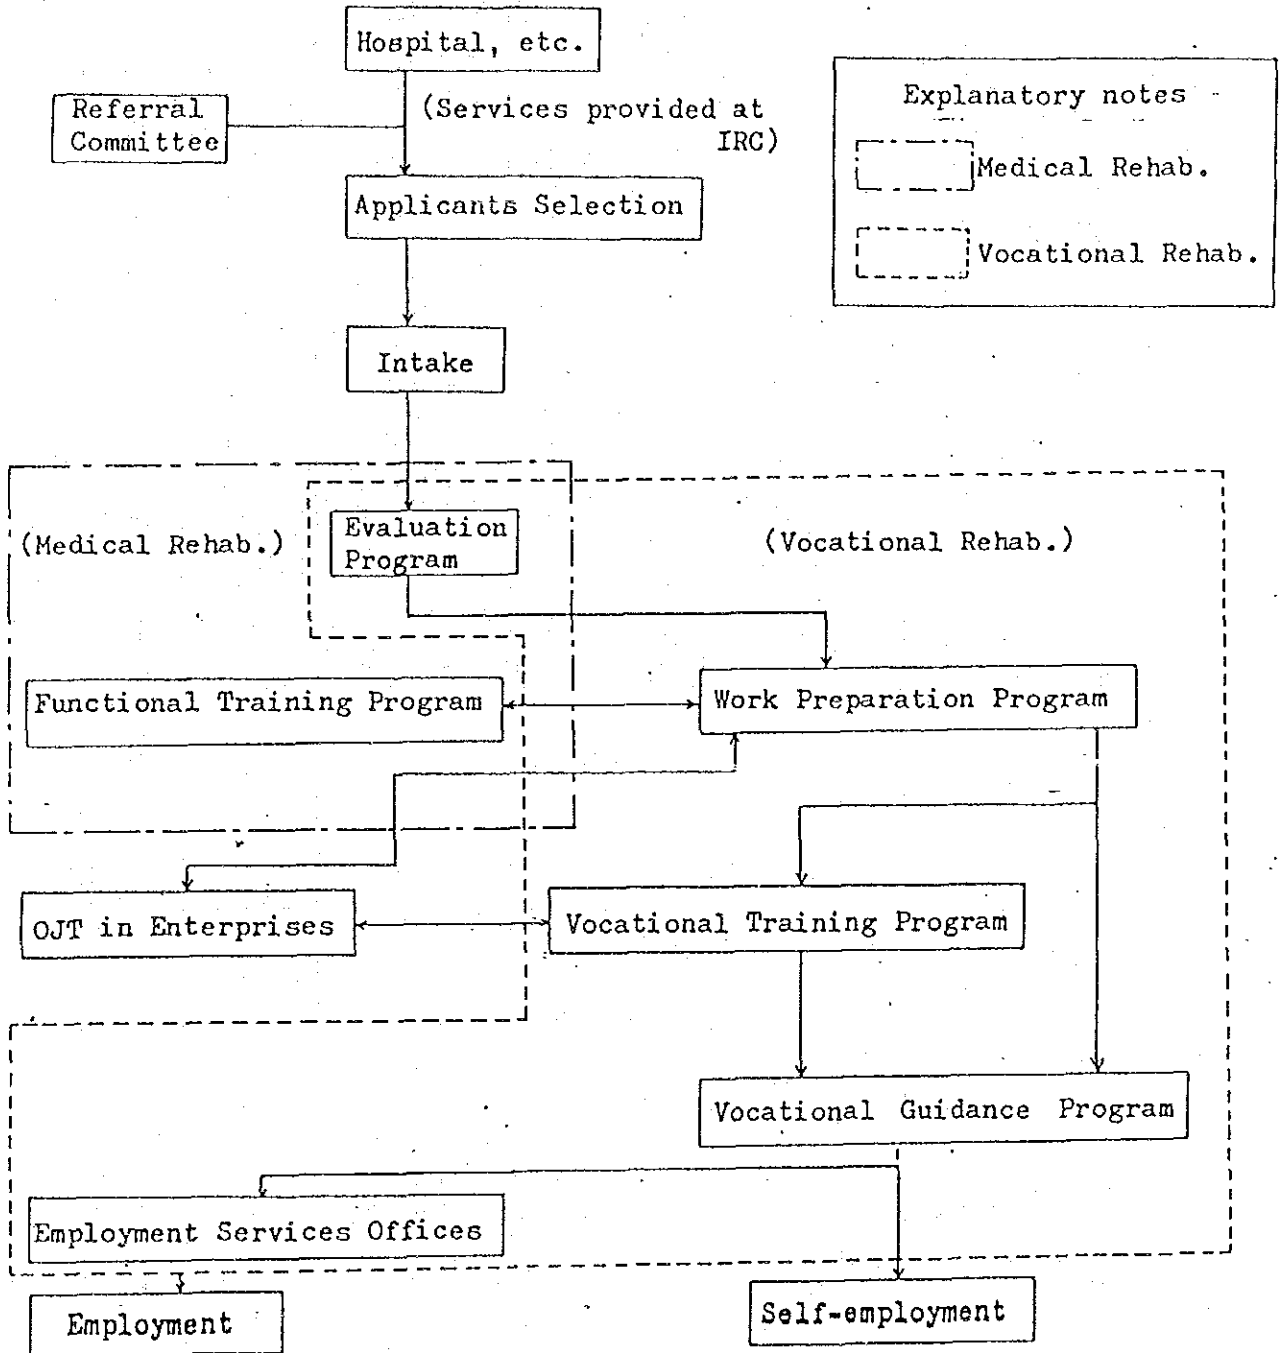 Hospital, etc.
Referral
Committee
(Services provided at
IRC)
Explanatory notes
Medical Rehab.
Vocational Rehab.
Applicants Selection
Intake
(Medical Rehab.)
Evaluation
Program
(Vocational Rehab.)
Functional Training Program
Work Preparation Program
OJT in Enterprises
Vocational Training Program
Vocational Guidance Program
Employment Services Offices
Employment
Self-employment